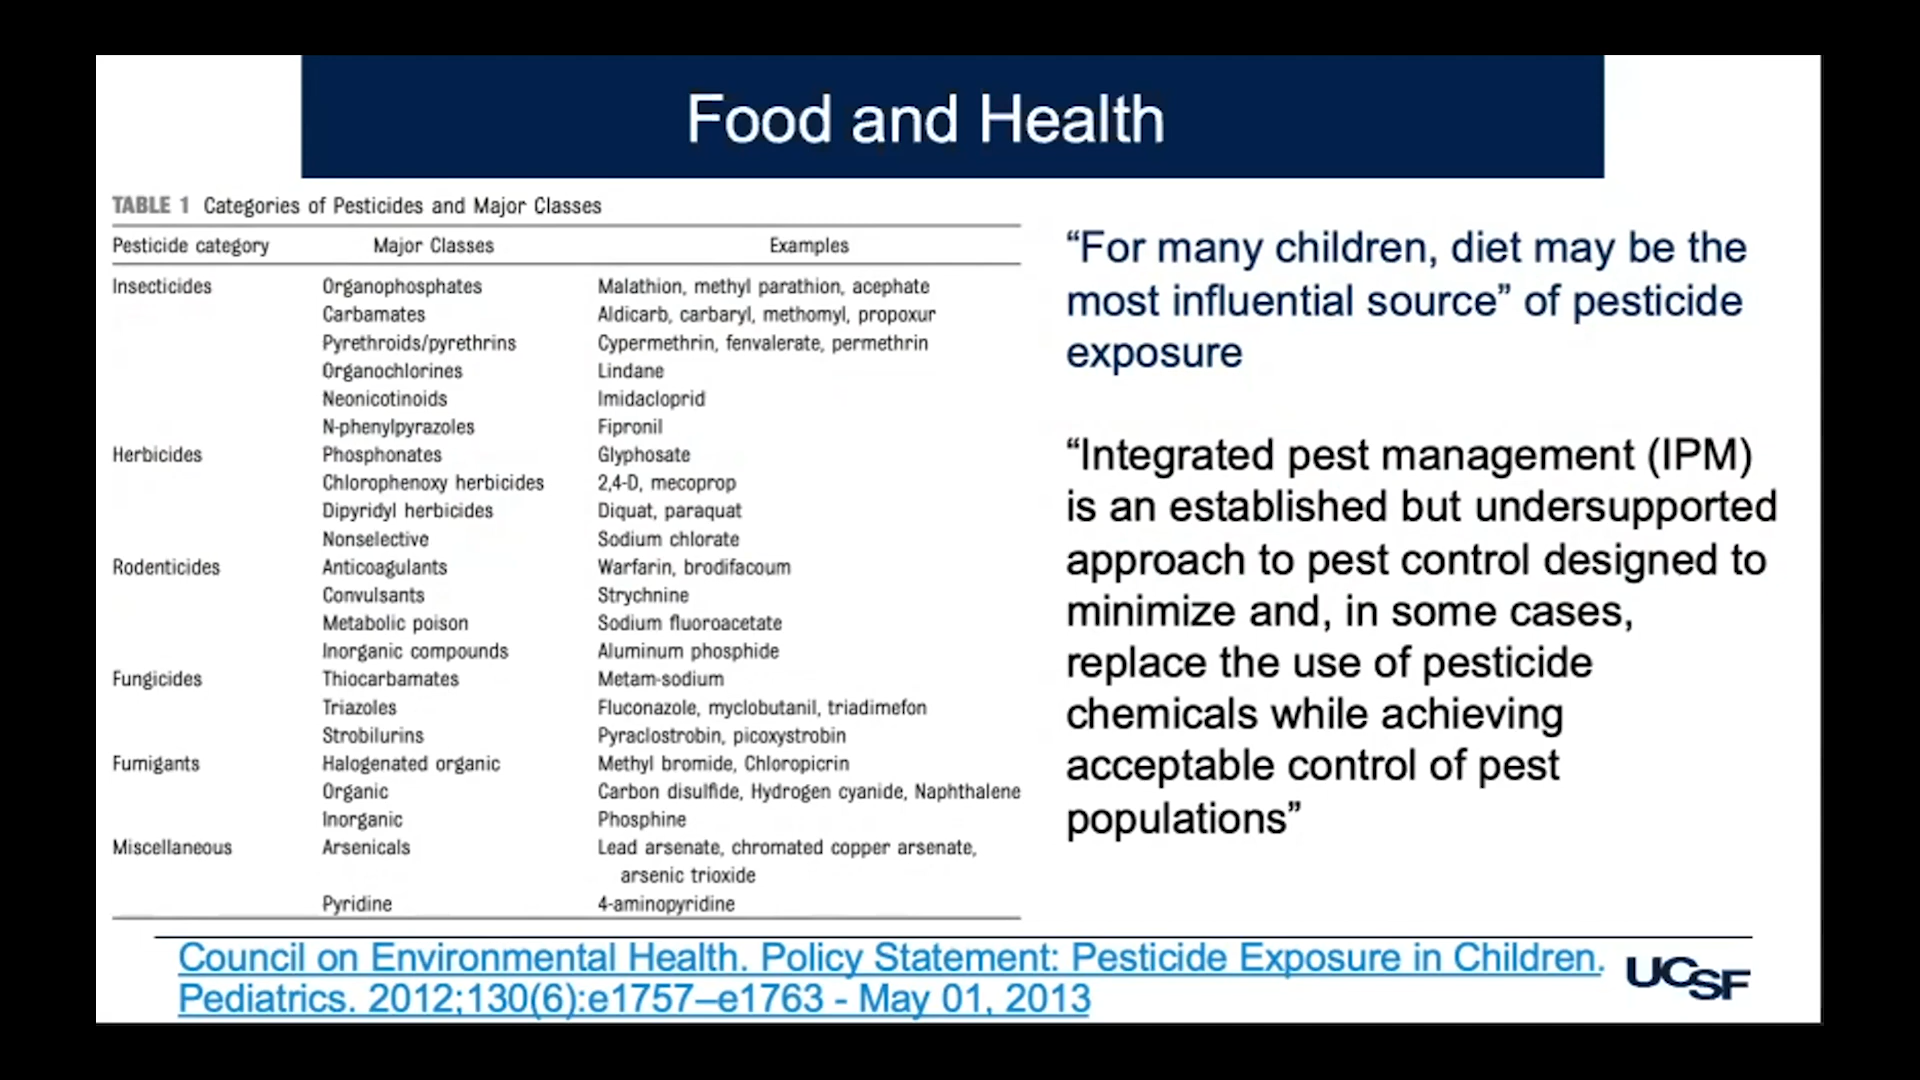 Food and Health
TABLE 1 Categories of Pesticides and Major Classes
Pesticide category Major Classes Examples
Insecticides Organophosphates Malathion, methyl parathion, acephate
Carbamates Aldicarb, carbaryl, methomyl, propoxur
Pyrethroids/pyrethrins Cypermethrin, fenvalerate, permethrin
Organochlorines Lindane
Neonicotinoids Imidacloprid
N-phenylpyrazoles Fipronil
Herbicides Phosphonates Glyphosate
Chlorophenoxy herbicides 2,4-D, mecoprop
Dipyridyl herbicides Diquat, paraquat
Nonselective Sodium chlorate
Rodenticides Anticoagulants Warfarin, brodifacoum
Convulsants Strychnine
Metabolic poison Sodium fluoroacetate
Inorganic compounds Aluminum phosphide
Fungicides Thiocarbamates Metam-sodium
Triazoles Fluconazole, myclobutanil, triadimefon
Strobilurins Pyraclostrobin, picoxystrobin
Fumigants Halogenated organic Methyl bromide, Chloropicrin
Organic Carbon disulfide, Hydrogen cyanide, Naphthalene
Inorganic Phosphine
Miscellaneous Arsenicals Lead arsenate, chromated copper arsenate,
arsenic trioxide
Pyridine 4-aminopyridine
“For many children, diet may be the
most influential source” of pesticide
exposure
“Integrated pest management (IPM)
is an established but undersupported
approach to pest control designed to
minimize and, in some cases,
replace the use of pesticide
chemicals while achieving
acceptable control of pest
populations”
Council on Environmental Health. Policy Statement: Pesticide Exposure in Children.
Pediatrics. 2012;130(6):e1757–e1763 - May 01, 2013
UCSF